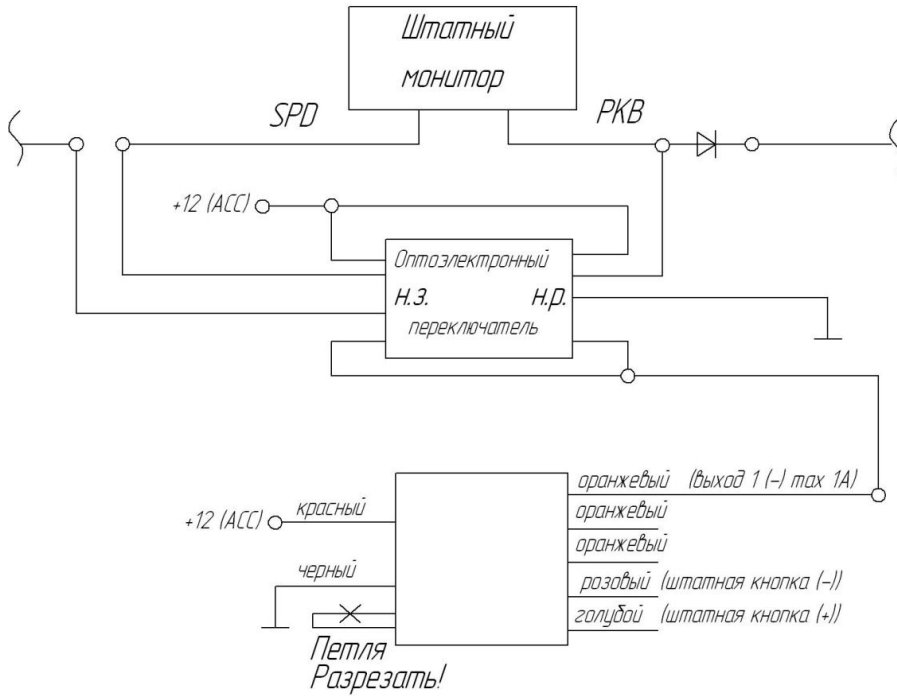 Штатный
монитор
SPD
PKB
+12 (ACC)
Оптоэлектронный
н.з.
н.р.
переключатель
оранжевый (выход 1 (-) max 1A)
красный
+12 (ACC)
оранжевый
оранжевый
черный
розовый (штатная кнопка (-))
голубой (штатная кнопка (+))
Петля
Разрезать!